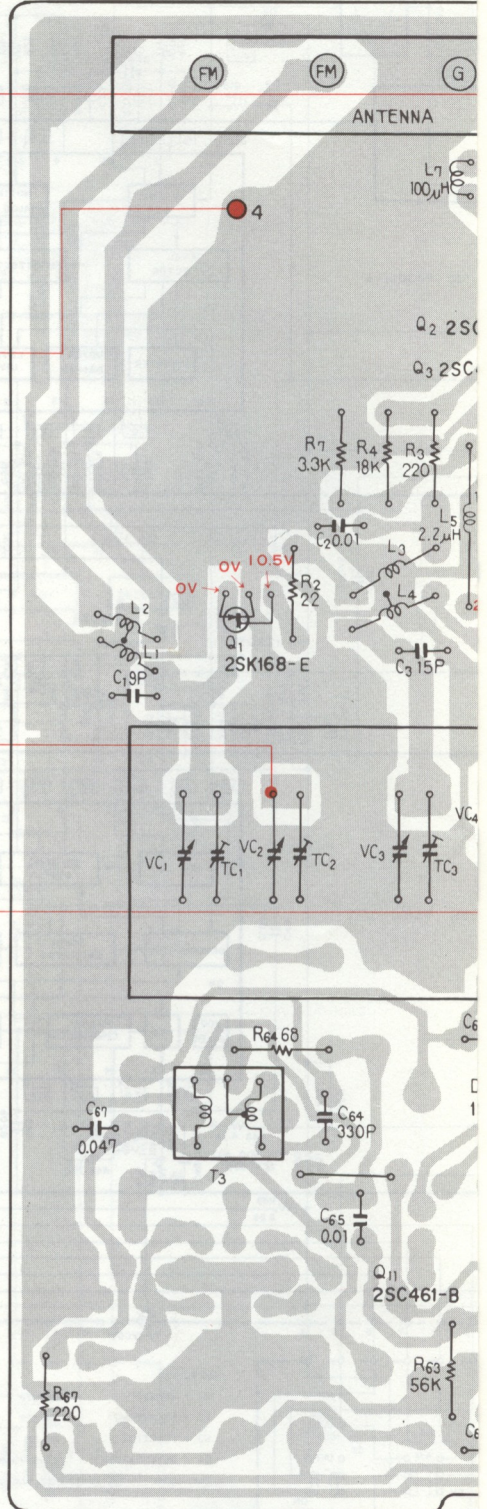 FM FM G
ANTENNA
L7
100μH
4
Q2 2SC
Q3 2SC
R7
3.3K
R4
18K
R3
220
C2 0.01
L5
2.2μH
L3
L4
0V 0V 10.5V
R2
22
Q1
2SK168-E
L2
L1
C1 9P
C3 15P
VC1 TC1 VC2 TC2 VC3 TC3 VC4
R64 68
C67
0.047
T3
C64
330P
C65
0.01
Q11
2SC461-B
R63
56K
R67
220